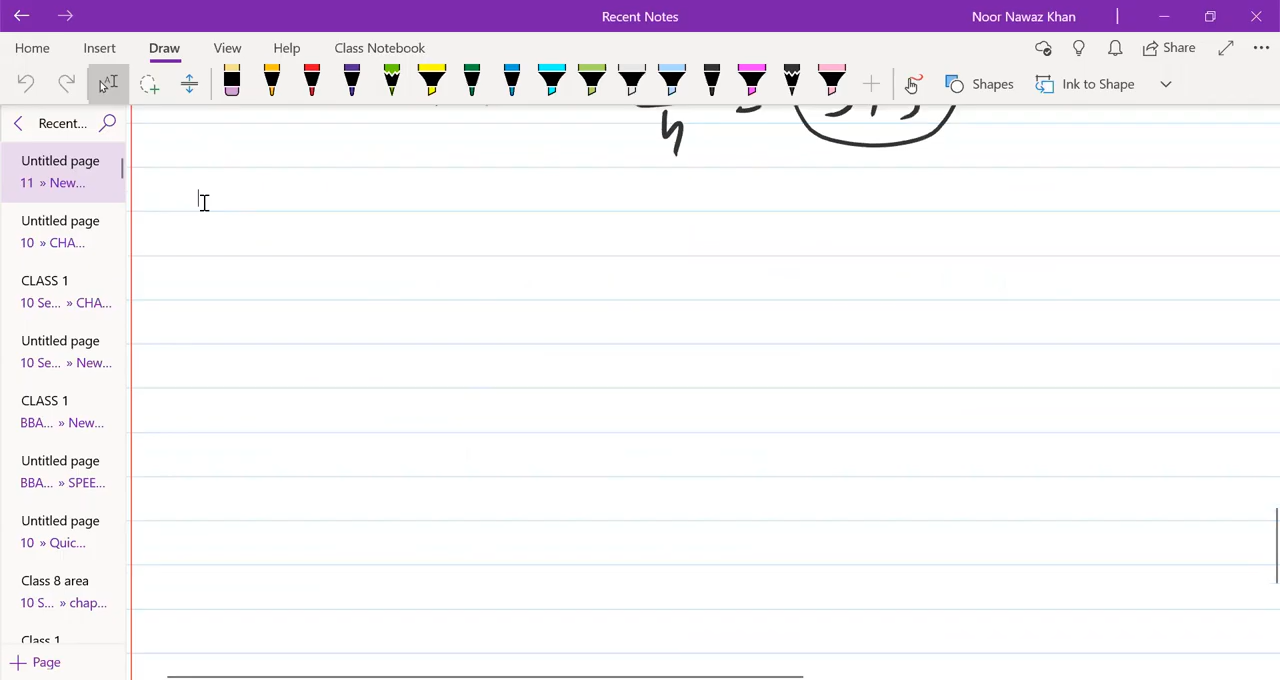 Recent Notes
Noor Nawaz Khan
Home Insert Draw View Help Class Notebook
Share
Shapes
Ink to Shape
Recent...
Untitled page
11 » New...
Untitled page
10 » CHA...
CLASS 1
10 Se... » CHA...
Untitled page
10 Se... » New...
CLASS 1
BBA... » New...
Untitled page
BBA... » SPEE...
Untitled page
10 » Quic...
Class 8 area
10 S... » chap...
Class 1
Page